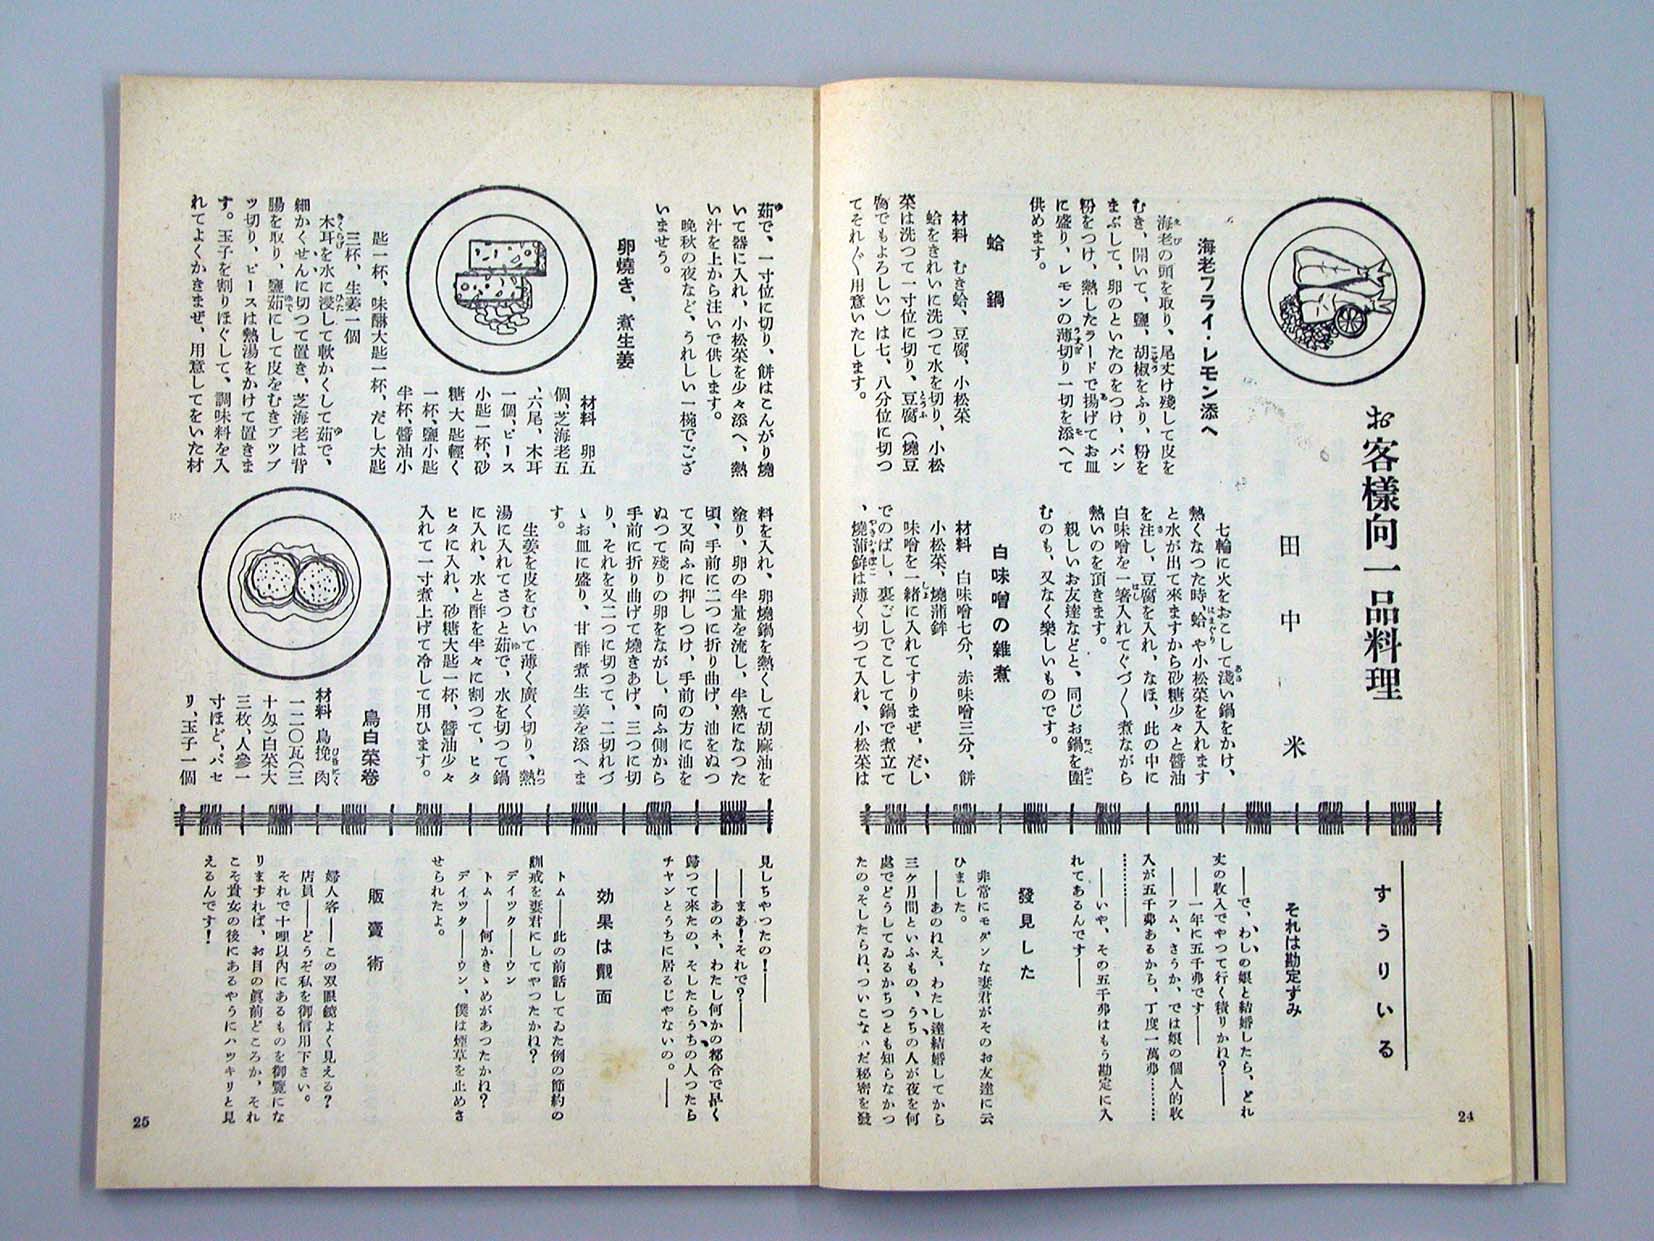 お客様向一品料理
田中米
海老フライ・レモン添へ
海老の頭を取り、尾丈け殘して皮を
むき、開いて、鹽、胡椒をふり、粉を
まぶして、卵のといたのをつけ、パン
粉をつけ、熱したラードで揚げてお皿
に盛り、レモンの薄切り一切を添へて
供めます。
蛤鍋
材料 むき蛤、豆腐、小松菜
蛤をきれいに洗つて水を切り、小松
菜は洗つて一寸位に切り、豆腐(燒豆
腐でもよろしい)は七、八分位に切つ
てそれ〴〵用意いたします。
七輪に火をおこして淺い鍋をかけ、
熱くなつた時、蛤や小松菜を入れます
と水が出て來ますから砂糖少々と醬油
を注し、豆腐を入れ、なほ、此の中に
白味噌を一箸入れてぐづ〳〵煮ながら
熱いのを頂きます。
親しいお友達などと、同じお鍋を圍
むのも、又なく樂しいものです。
白味噌の雜煮
材料 白味噌七分、赤味噌三分、餅
小松菜、燒蒲鉾
味噌を一緒に入れてすりまぜ、だし
でのばし、裏ごしでこして鍋で煮立て
、燒蒲鉾は薄く切つて入れ、小松菜は
すうりいる
それは勘定ずみ
――で、わしの娘と結婚したら、どれ
丈の收入でやつて行く積りかね?――
――一年に五千弗です――
――フム、さうか、では娘の個人的收
入が五千弗あるから、丁度一萬弗………
………
――いや、その五千弗はもう勘定に入
れてあるんです――
發見した
非常にモダンな妻君がそのお友達に云
ひました。
――あのねえ、わたし達結婚してから
三ヶ月間といふもの、うちの人が夜を何
處でどうしてゐるかちつとも知らなかつ
たの。そしたらね、ついこなひだ秘密を發
24
茹で、一寸位に切り、餅はこんがり燒
いて器に入れ、小松菜を少々添へ、熱
い汁を上から注いで供します。
晩秋の夜など、うれしい一椀でござ
いませう。
卵燒き、煮生姜
材料 卵五
個、芝海老五
、六尾、木耳
一個、ピース
小匙一杯、砂
糖大匙輕く
一杯、鹽小匙
半杯、醬油小
匙一杯、味醂大匙一杯、だし大匙
三杯、生姜一個
木耳を水に浸して軟かくして茹で、
細かくせんに切つて置き、芝海老は背
腸を取り、鹽茹にして皮をむきブツブ
ツ切り、ピースは熱湯をかけて置きま
す。玉子を割りほぐして、調味料を入
れてよくかきまぜ、用意してをいた材
料を入れ、卵燒鍋を熱くして胡麻油を
塗り、卵の半量を流し、半熟になつた
頃、手前に二つに折り曲げ、油をぬつ
て又向ふに押しつけ、手前の方に油を
ぬつて殘りの卵をながし、向ふ側から
手前に折り曲げて燒きあげ、三つに切
り、それを又二つに切つて、二切れづ
ゝお皿に盛り、甘酢煮生姜を添へま
す。
生姜を皮をむいて薄く廣く切り、熱
湯に入れてさつと茹で、水を切つて鍋
に入れ、水と酢を半々に割つて、ヒタ
ヒタに入れ、砂糖大匙一杯、醬油少々
入れて一寸煮上げて冷して用ひます。
鳥白菜卷
材料 鳥挽肉
一二〇瓦(三
十匁)白菜大
三枚、人參一
寸ほど、パセ
リ、玉子一個
見しちやつたの!――
――まあ!それで?――
――あのネ、わたし何かの都合で早く
歸つて來たの、そしたらうちの人つたら
チヤンとうちに居るじやないの。――
効果は覿面
トム――此の前話してゐた例の節約の
訓戒を妻君にしてやつたかね?
デイツク――ウン
トム――何かきゝめがあつたかね?
デイツク――ウン、僕は煙草を止めさ
せられたよ。
販賣術
婦人客――この双眼鏡よく見える?
店員――どうぞ私を御信用下さい。
それで十哩以內にあるものを御覽にな
りますれば、お目の眞前どころか、それ
こそ貴女の後にあるやうにハツキリと見
えるんです!
25